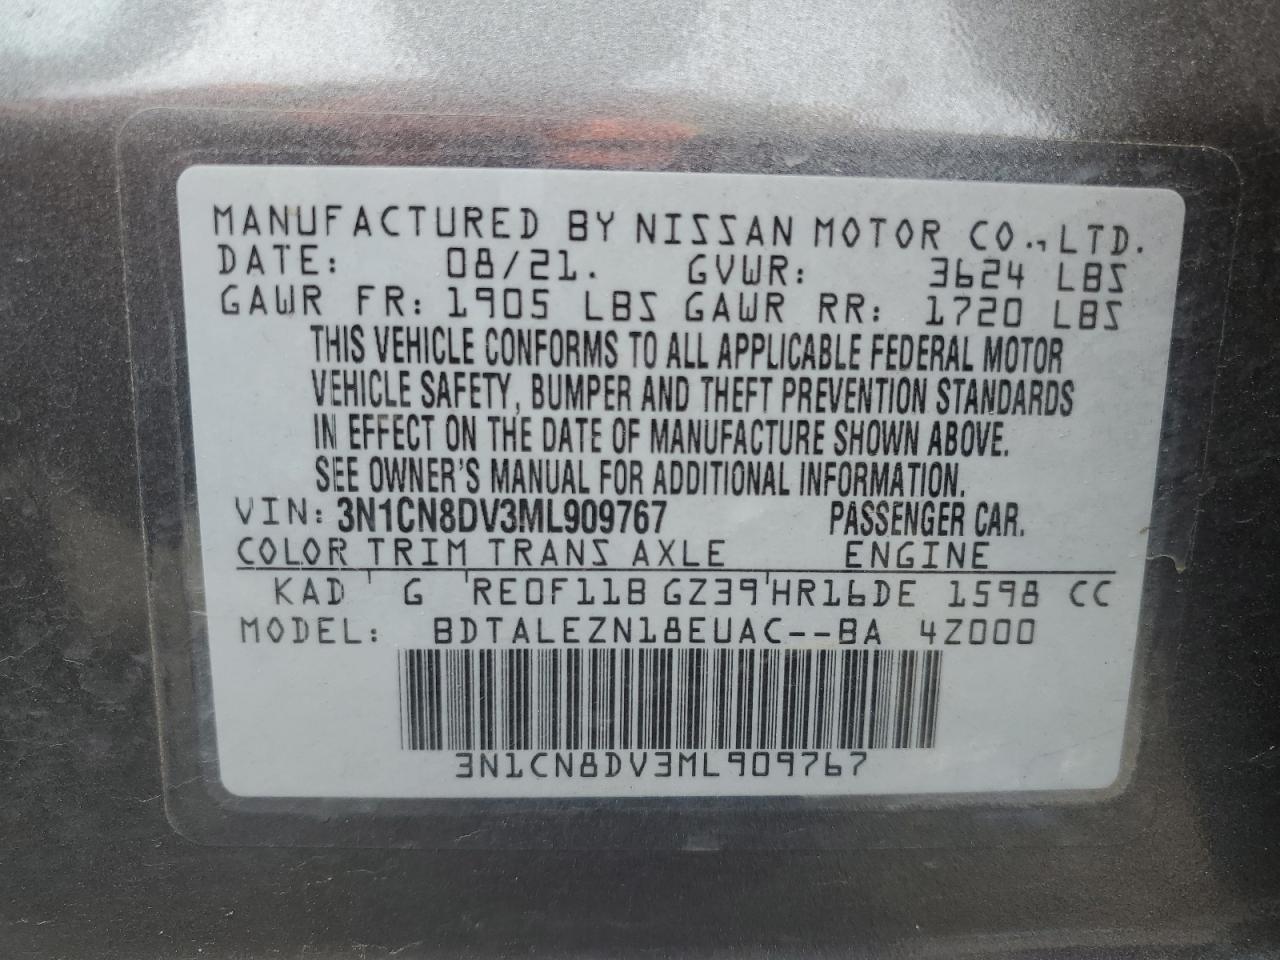 MANUFACTURED BY NISSAN MOTOR CO., LTD.
DATE: 08/21. GVWR: 3624 LBS
GAWR FR: 1905 LBS GAWR RR: 1720 LBS
THIS VEHICLE CONFORMS TO ALL APPLICABLE FEDERAL MOTOR
VEHICLE SAFETY, BUMPER AND THEFT PREVENTION STANDARDS
IN EFFECT ON THE DATE OF MANUFACTURE SHOWN ABOVE.
SEE OWNER'S MANUAL FOR ADDITIONAL INFORMATION.
VIN: 3N1CN8DV3ML909767 PASSENGER CAR.
COLOR TRIM TRANS AXLE ENGINE
KAD ' G 'RE0F11B GZ39'HR16DE 1598 CC
MODEL: BDTALEZN18EUAC--BA 4Z000
3N1CN8DV3ML909767